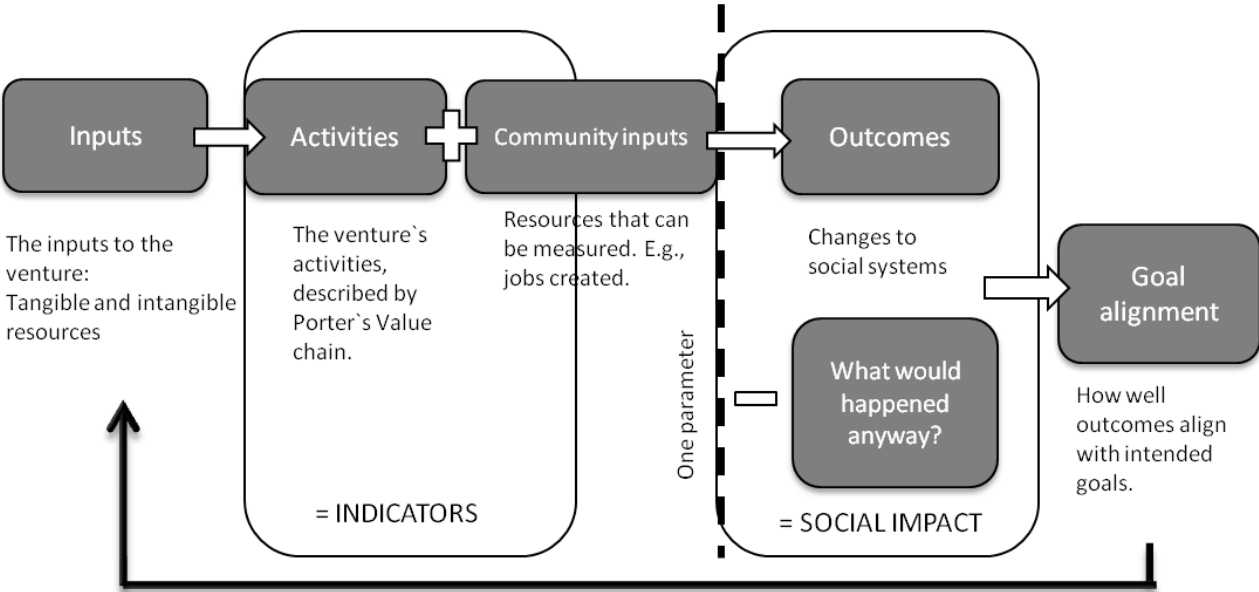 Inputs
Activities
Community inputs
Outcomes
The inputs to the
venture:
Tangible and intangible
resources
The venture`s
activities,
described by
Porter`s Value
chain.
Resources that can
be measured. E.g.,
jobs created.
Changes to
social systems
Goal
alignment
One parameter
What would
happened
anyway?
How well
outcomes align
with intended
goals.
= INDICATORS
= SOCIAL IMPACT